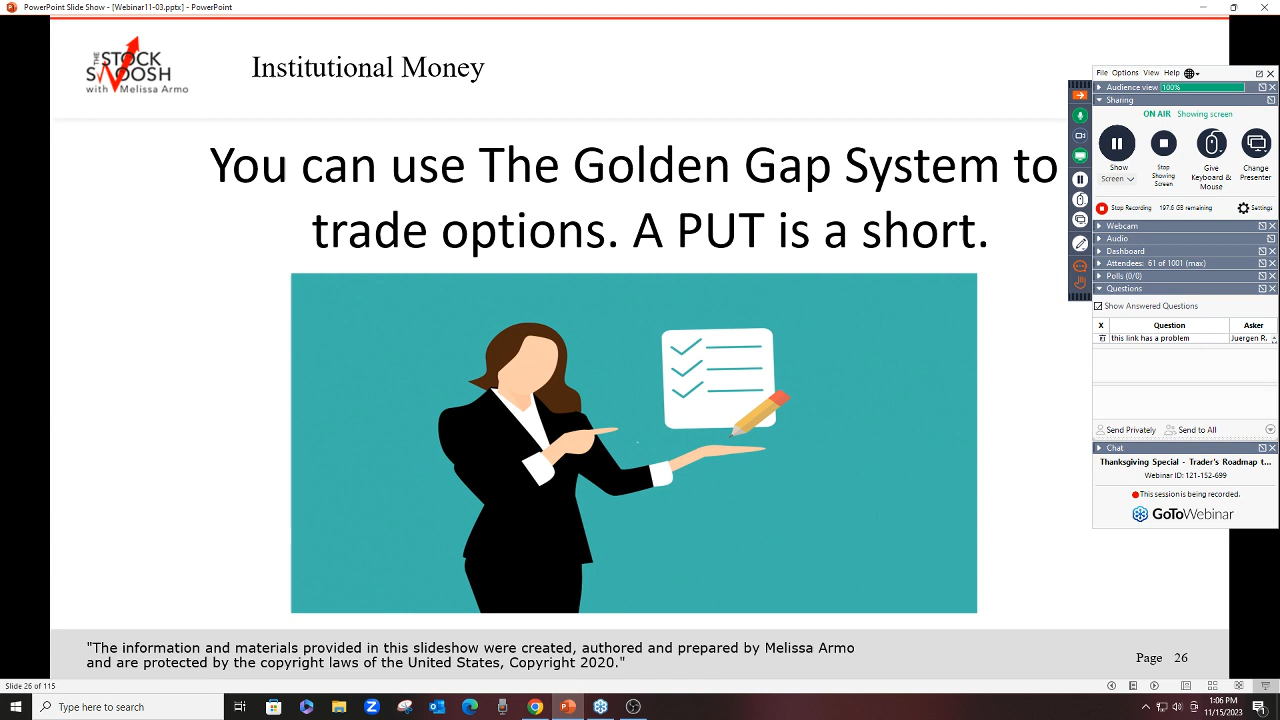 PowerPoint Slide Show - [Webinar11-03.pptx] - PowerPoint
THE
STOCK
SWOOSH
with Melissa Armo
Institutional Money
You can use The Golden Gap System to
trade options. A PUT is a short.
"The information and materials provided in this slideshow were created, authored and prepared by Melissa Armo
and are protected by the copyright laws of the United States, Copyright 2020."
Page 26
File Options View Help
Audience view 100%
Sharing
ON AIR Showing screen
Show Screen
Stop Showing Screen
Give Keyboard & Mouse
Change Presenter
Stop Recording 197.6 GB remaining Settings
Webcam
Audio
Dashboard
Attendees: 61 of 1001 (max)
Polls (0/0)
Questions
Show Answered Questions
X Question Asker
this link has a problem Juergen R.
Send Privately Send to All
Chat
Thanksgiving Special - Trader's Roadmap t...
Webinar ID: 121-152-699
This session is being recorded.
GoToWebinar
Slide 26 of 115
Type here to search
1:06 PM
11/15/2023